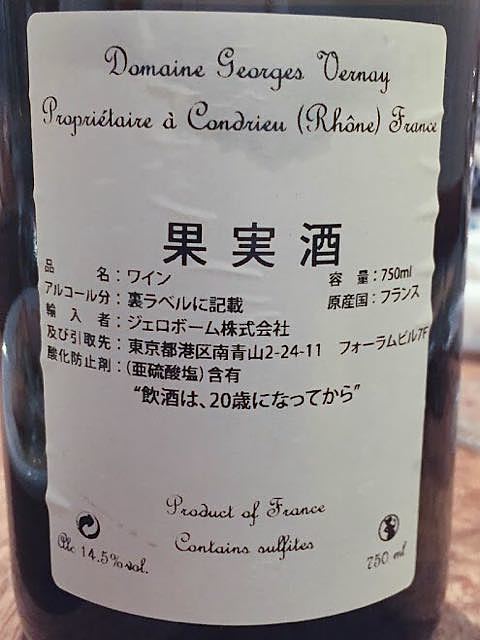 Domaine Georges Vernay
Propriétaire à Condrieu (Rhône) France
果実酒
品名：ワイン 容量：750ml
アルコール分：裏ラベルに記載 原産国：フランス
輸入者：ジェロボーム株式会社
及び引取先：東京都港区南青山2-24-11 フォーラムビル7F
酸化防止剤：(亜硫酸塩)含有
“飲酒は、20歳になってから”
Product of France
Contains sulfites
Alc 14.5%vol. 750 ml